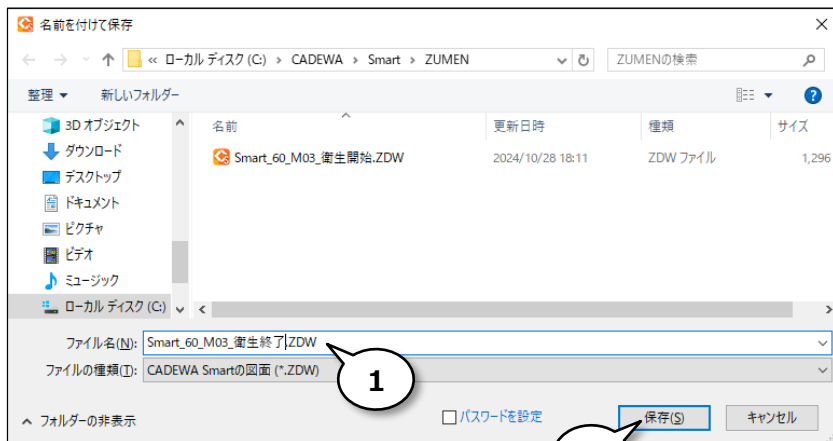 名前を付けて保存
« ローカル ディスク (C:) › CADEWA › Smart › ZUMEN
ZUMENの検索
整理 新しいフォルダー
名前 更新日時 種類 サイズ
3D オブジェクト
ダウンロード
デスクトップ
ドキュメント
ピクチャ
ビデオ
ミュージック
ローカル ディスク (C:)
Smart_60_M03_衛生開始.ZDW 2024/10/28 18:11 ZDW ファイル 1,296
ファイル名(N): Smart_60_M03_衛生終了.ZDW
ファイルの種類(T): CADEWA Smartの図面 (*.ZDW)
1
フォルダーの非表示
パスワードを設定
保存(S)
キャンセル